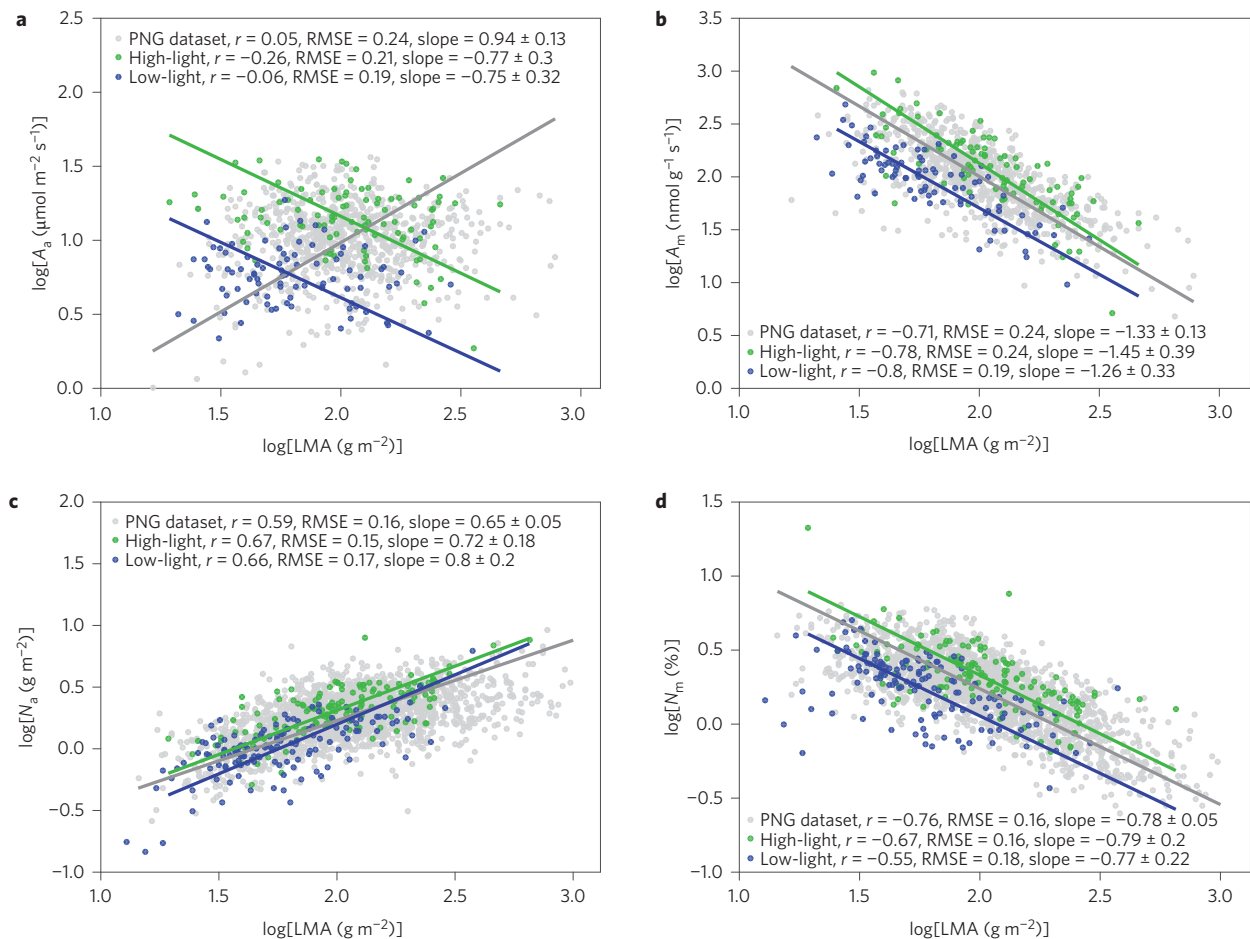 a
2.5
2.0
1.5
1.0
0.5
0.0
log[Aa (μmol m−2 s−1)]
PNG dataset, r = 0.05, RMSE = 0.24, slope = 0.94 ± 0.13
High-light, r = −0.26, RMSE = 0.21, slope = −0.77 ± 0.3
Low-light, r = −0.06, RMSE = 0.19, slope = −0.75 ± 0.32
1.0 1.5 2.0 2.5 3.0
log[LMA (g m−2)]
b
3.5
3.0
2.5
2.0
1.5
1.0
0.5
0.0
log[Am (nmol g−1 s−1)]
PNG dataset, r = −0.71, RMSE = 0.24, slope = −1.33 ± 0.13
High-light, r = −0.78, RMSE = 0.24, slope = −1.45 ± 0.39
Low-light, r = −0.8, RMSE = 0.19, slope = −1.26 ± 0.33
1.0 1.5 2.0 2.5 3.0
log[LMA (g m−2)]
c
2.0
1.5
1.0
0.5
0.0
−0.5
−1.0
log[Na (g m−2)]
PNG dataset, r = 0.59, RMSE = 0.16, slope = 0.65 ± 0.05
High-light, r = 0.67, RMSE = 0.15, slope = 0.72 ± 0.18
Low-light, r = 0.66, RMSE = 0.17, slope = 0.8 ± 0.2
1.0 1.5 2.0 2.5 3.0
log[LMA (g m−2)]
d
1.5
1.0
0.5
0.0
−0.5
−1.0
log[Nm (%)]
PNG dataset, r = −0.76, RMSE = 0.16, slope = −0.78 ± 0.05
High-light, r = −0.67, RMSE = 0.16, slope = −0.79 ± 0.2
Low-light, r = −0.55, RMSE = 0.18, slope = −0.77 ± 0.22
1.0 1.5 2.0 2.5 3.0
log[LMA (g m−2)]